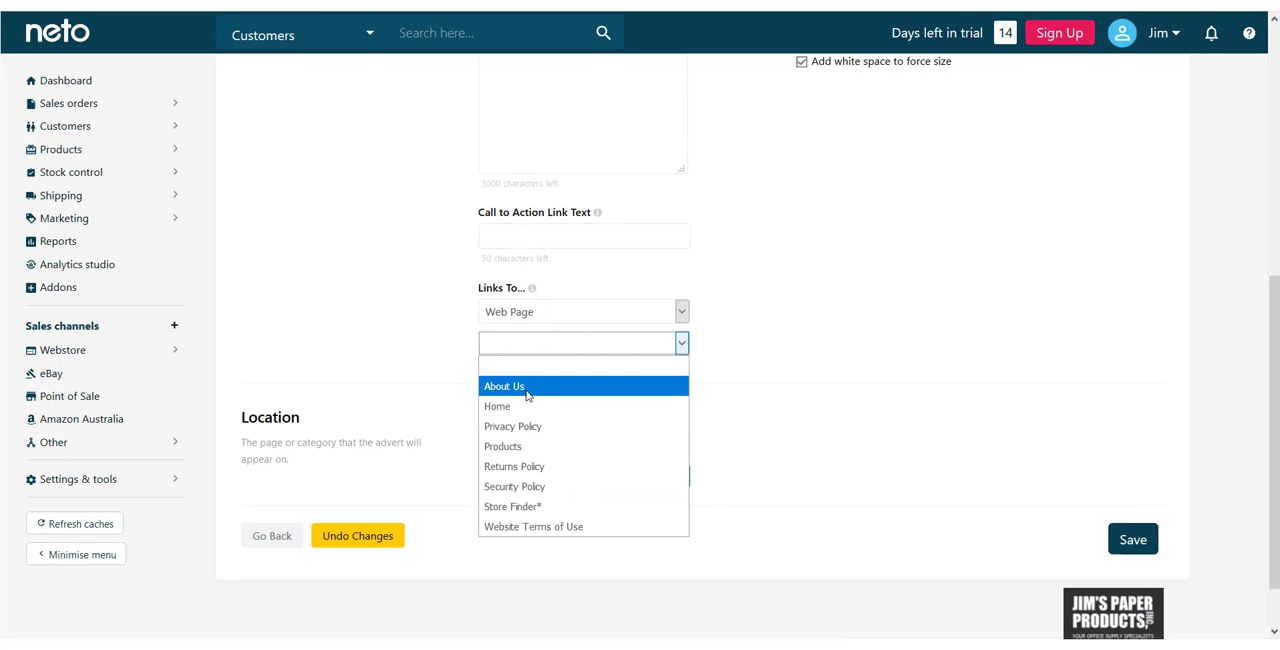 neto
Customers
Search here...
Days left in trial
14
Sign Up
Jim
Dashboard
Sales orders
Customers
Products
Stock control
Shipping
Marketing
Reports
Analytics studio
Addons
Sales channels
Webstore
eBay
Point of Sale
Amazon Australia
Other
Settings & tools
Refresh caches
Minimise menu
Add white space to force size
5000 characters left.
Call to Action Link Text
50 characters left.
Links To...
Web Page
About Us
Home
Privacy Policy
Products
Returns Policy
Security Policy
Store Finder*
Website Terms of Use
Location
The page or category that the advert will
appear on.
Go Back
Undo Changes
Save
JIM'S PAPER
PRODUCTS, INC
YOUR OFFICE SUPPLY SPECIALISTS